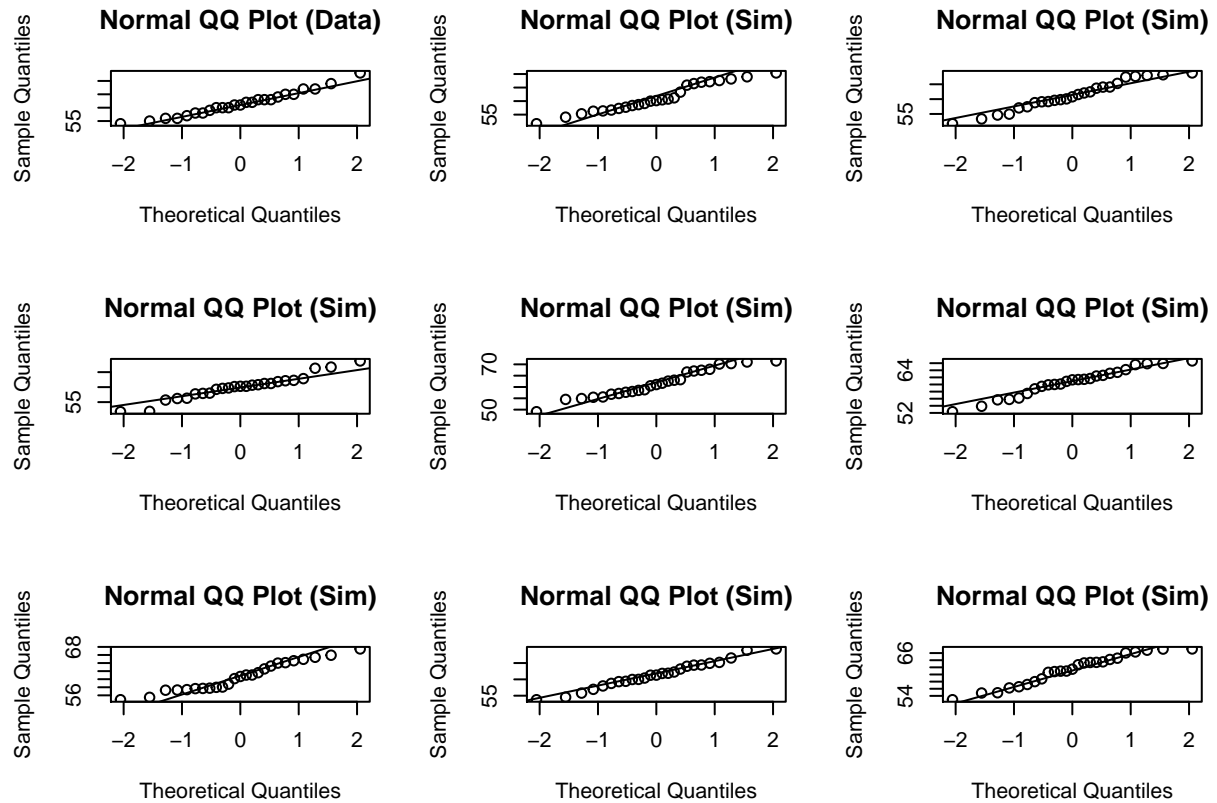 Normal QQ Plot (Data)
Sample Quantiles
55
−2 −1 0 1 2
Theoretical Quantiles
Normal QQ Plot (Sim)
Sample Quantiles
55
−2 −1 0 1 2
Theoretical Quantiles
Normal QQ Plot (Sim)
Sample Quantiles
55
−2 −1 0 1 2
Theoretical Quantiles
Normal QQ Plot (Sim)
Sample Quantiles
55
−2 −1 0 1 2
Theoretical Quantiles
Normal QQ Plot (Sim)
Sample Quantiles
50 70
−2 −1 0 1 2
Theoretical Quantiles
Normal QQ Plot (Sim)
Sample Quantiles
52 64
−2 −1 0 1 2
Theoretical Quantiles
Normal QQ Plot (Sim)
Sample Quantiles
56 68
−2 −1 0 1 2
Theoretical Quantiles
Normal QQ Plot (Sim)
Sample Quantiles
55
−2 −1 0 1 2
Theoretical Quantiles
Normal QQ Plot (Sim)
Sample Quantiles
54 66
−2 −1 0 1 2
Theoretical Quantiles